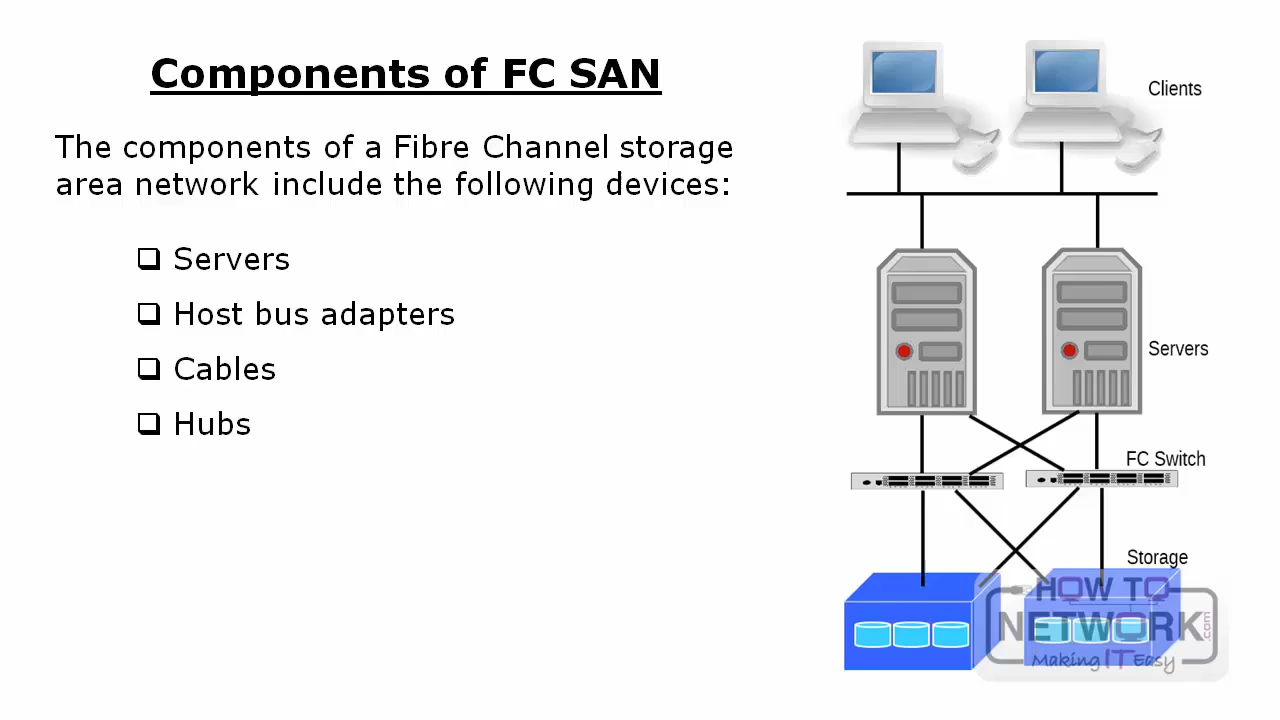 Components of FC SAN
The components of a Fibre Channel storage
area network include the following devices:
Servers
Host bus adapters
Cables
Hubs
Clients
Servers
FC Switch
Storage
HOW TO
NETWORK.com
Making IT Easy